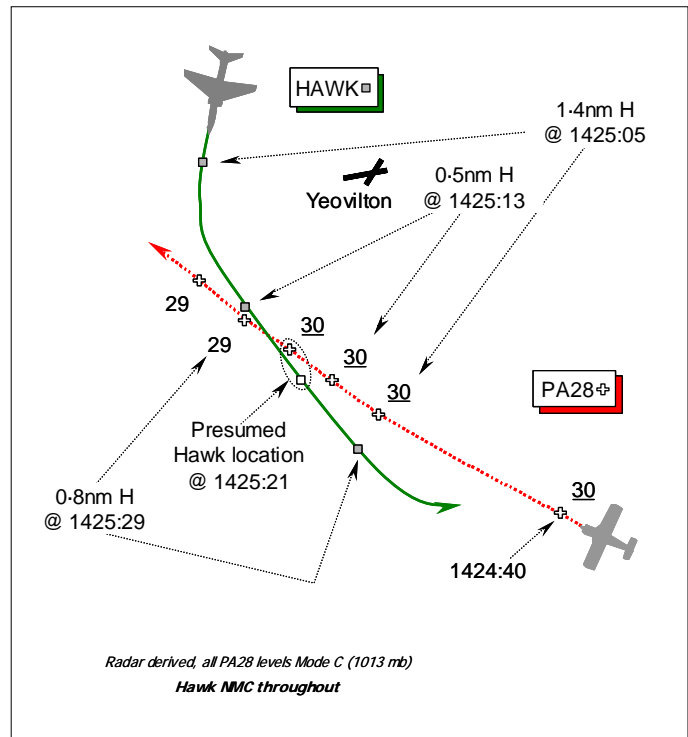 HAWK
1·4nm H
@ 1425:05
0·5nm H
@ 1425:13
Yeovilton
29
29
30
30
30
PA28
Presumed
Hawk location
@ 1425:21
0·8nm H
@ 1425:29
30
1424:40
Radar derived, all PA28 levels Mode C (1013 mb)
Hawk NMC throughout